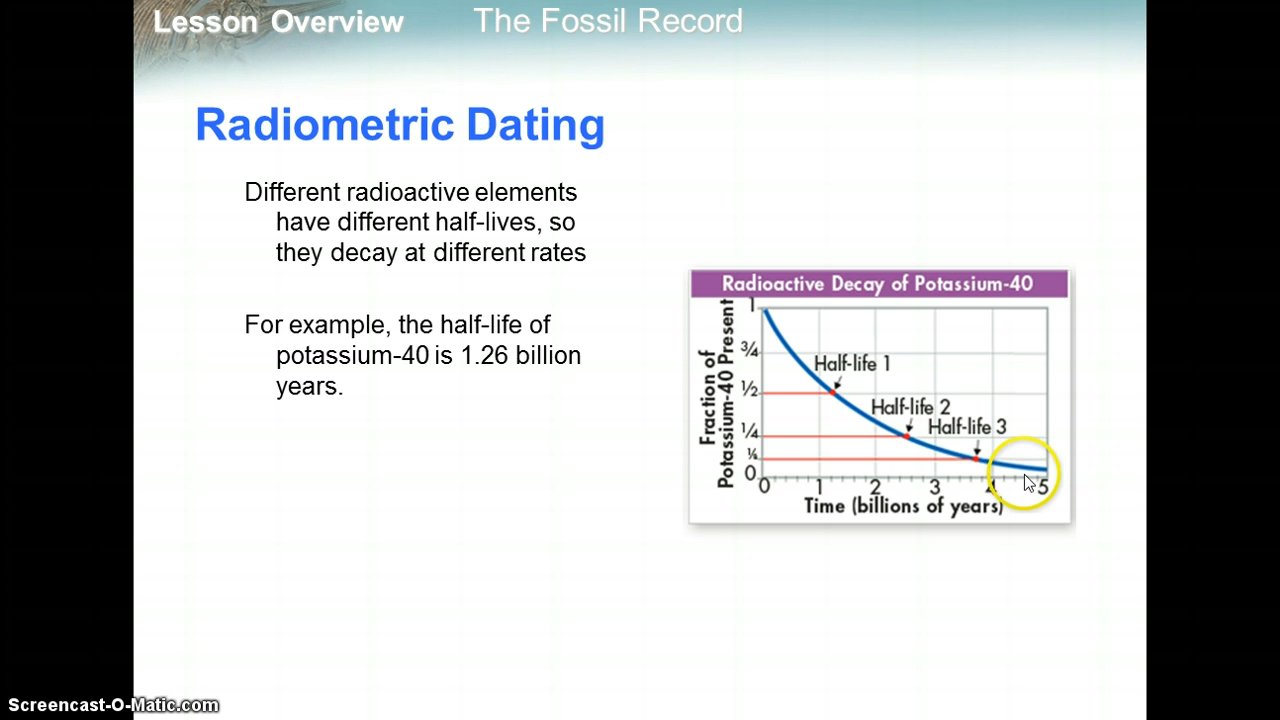 Lesson Overview The Fossil Record
Radiometric Dating
Different radioactive elements
have different half-lives, so
they decay at different rates
For example, the half-life of
potassium-40 is 1.26 billion
years.
Radioactive Decay of Potassium-40
Fraction of
Potassium-40 Present
1
3/4
1/2
1/4
1/8
0
Half-life 1
Half-life 2
Half-life 3
0 1 2 3 4 5
Time (billions of years)
Screencast-O-Matic.com